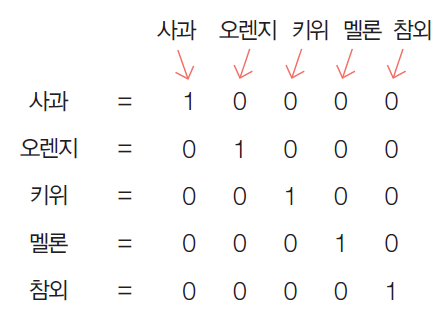 사과 오렌지 키위 멜론 참외
사과 = 1 0 0 0 0
오렌지 = 0 1 0 0 0
키위 = 0 0 1 0 0
멜론 = 0 0 0 1 0
참외 = 0 0 0 0 1